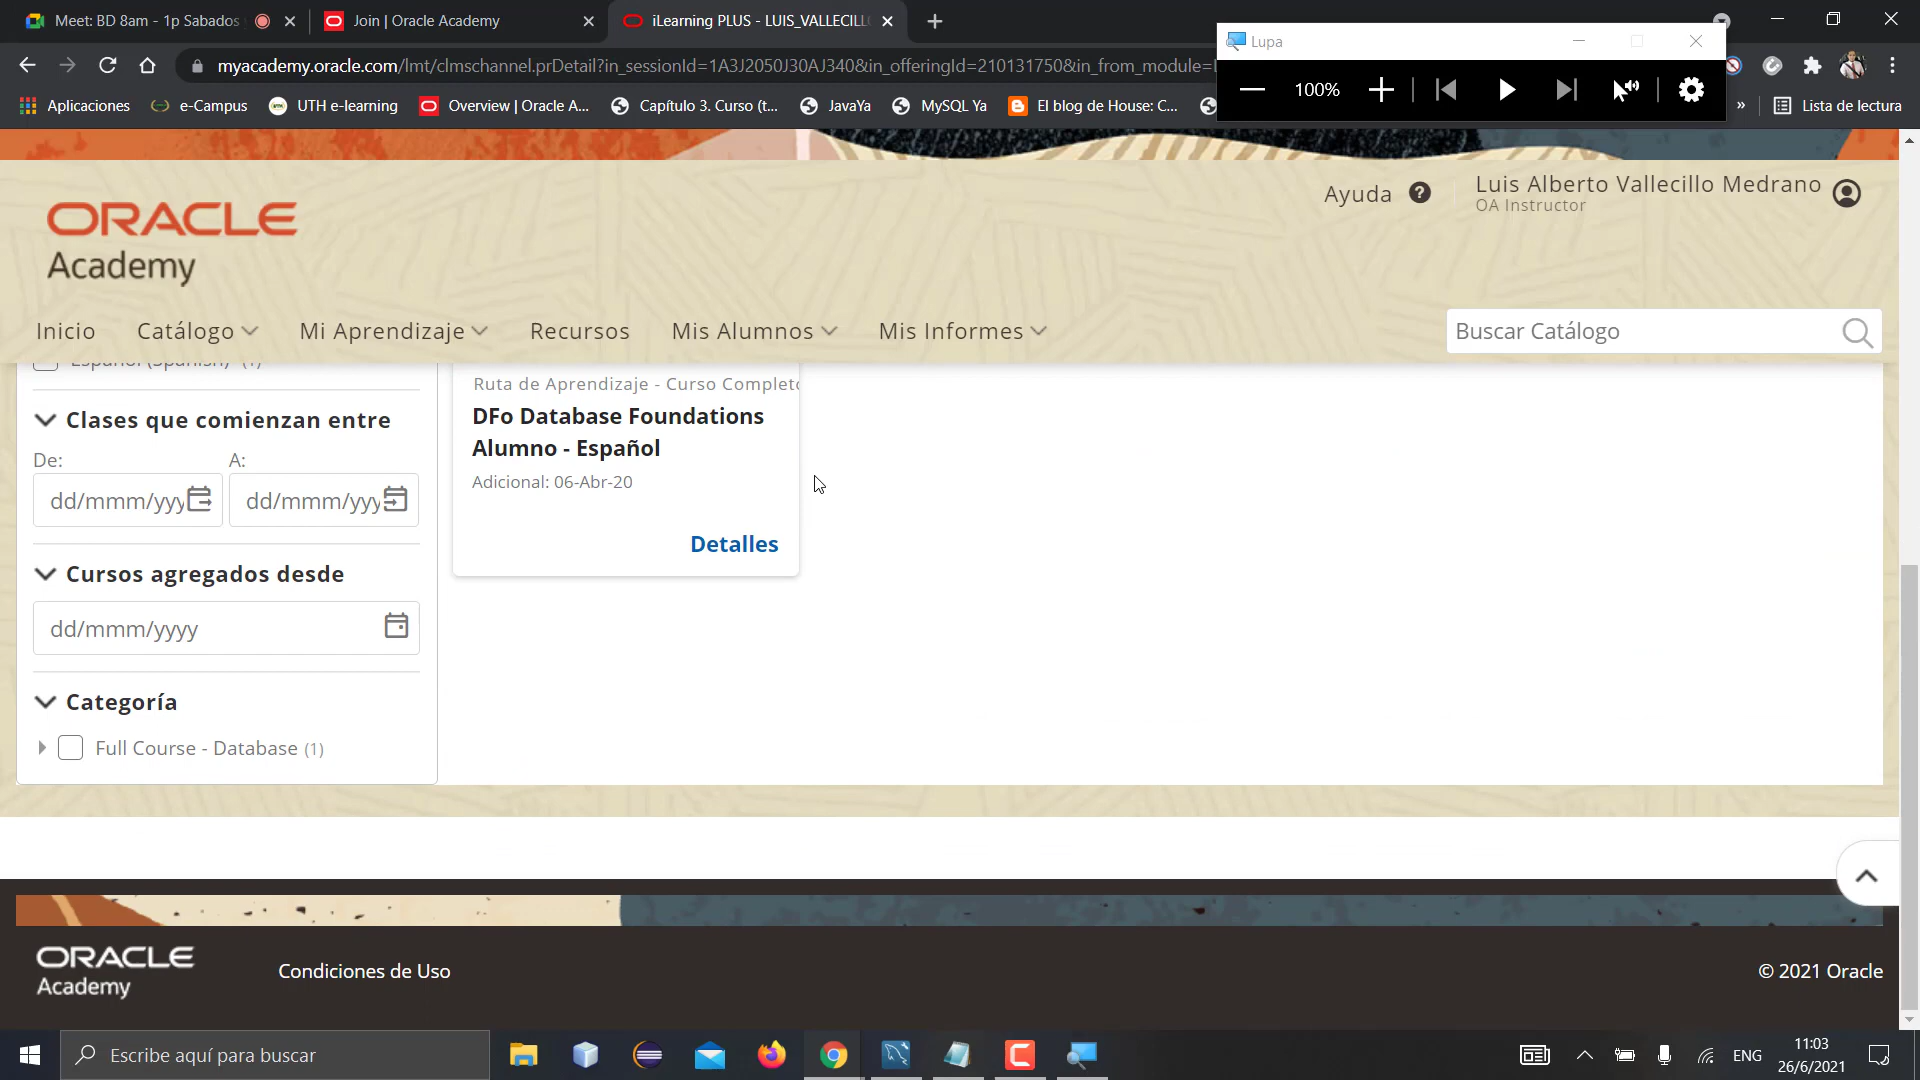 Meet: BD 8am - 1p Sabados
Join | Oracle Academy
iLearning PLUS - LUIS_VALLECILL
Lupa
myacademy.oracle.com/lmt/clmschannel.prDetail?in_sessionId=1A3J2050J30AJ340&in_offeringId=210131750&in_from_module=
100%
Aplicaciones
e-Campus
UTH e-learning
Overview | Oracle A...
Capítulo 3. Curso (t...
JavaYa
MySQL Ya
El blog de House: C...
»
Lista de lectura
ORACLE
Academy
Ayuda
Luis Alberto Vallecillo Medrano
OA Instructor
Inicio
Catálogo
Mi Aprendizaje
Recursos
Mis Alumnos
Mis Informes
Buscar Catálogo
Español (Spanish) (1)
Clases que comienzan entre
De:
A:
dd/mmm/yyy
dd/mmm/yyy
Cursos agregados desde
dd/mmm/yyyy
Categoría
Full Course - Database (1)
Ruta de Aprendizaje - Curso Completo
DFo Database Foundations
Alumno - Español
Adicional: 06-Abr-20
Detalles
ORACLE
Academy
Condiciones de Uso
© 2021 Oracle
Escribe aquí para buscar
ENG
11:03
26/6/2021